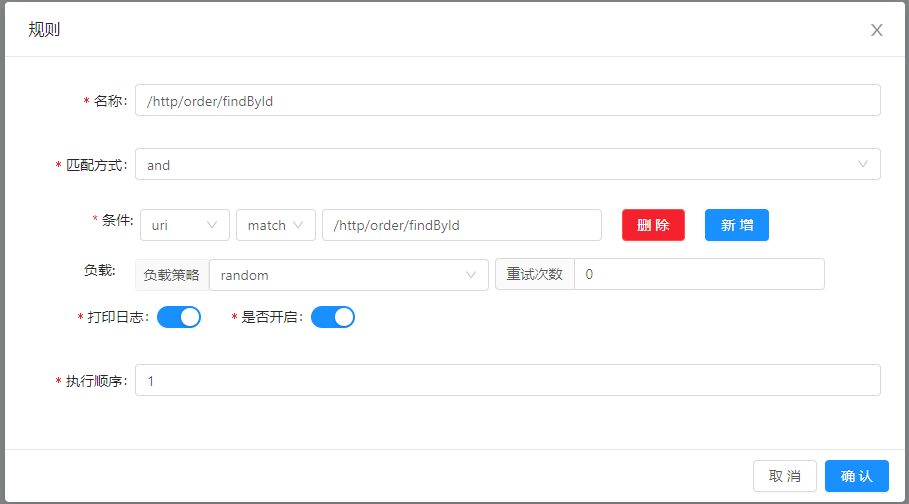 规则
* 名称: /http/order/findById
* 匹配方式: and
* 条件: uri match /http/order/findById 删 除 新 增
负载: 负载策略 random 重试次数 0
* 打印日志: * 是否开启:
* 执行顺序: 1
取 消 确 认